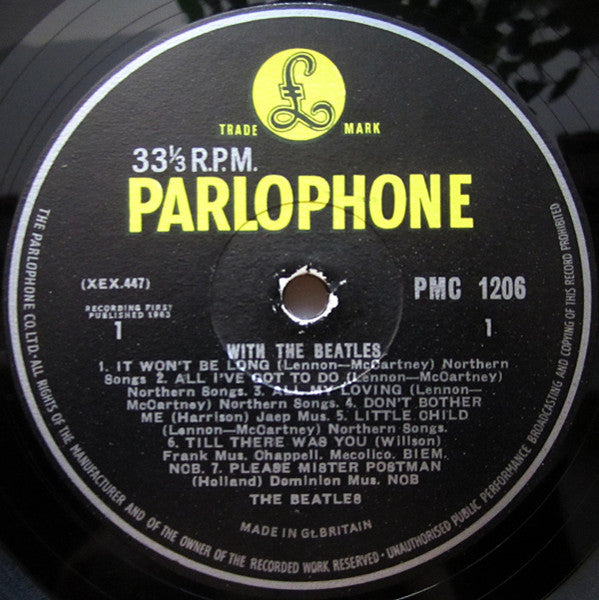 £
TRADE MARK
33⅓ R.P.M.
PARLOPHONE
(XEX.447)
PMC 1206
RECORDING FIRST
PUBLISHED 1963
1
1
WITH THE BEATLES
1. IT WON'T BE LONG (Lennon—McCartney) Northern
Songs 2. ALL I'VE GOT TO DO (Lennon—McCartney)
Northern Songs. 3. ALL MY LOVING (Lennon—
McCartney) Northern Songs. 4. DON'T BOTHER
ME (Harrison) Jaep Mus. 5. LITTLE CHILD
(Lennon—McCartney) Northern Songs.
6. TILL THERE WAS YOU (Willson)
Frank Mus. Chappell. Mecolico. BIEM.
NCB. 7. PLEASE MISTER POSTMAN
(Holland) Dominion Mus. NCB
THE BEATLES
MADE IN Gt. BRITAIN
THE PARLOPHONE CO. LTD · ALL RIGHTS OF THE MANUFACTURER AND OF THE OWNER OF THE RECORDED WORK RESERVED · UNAUTHORISED PUBLIC PERFORMANCE BROADCASTING AND COPYING OF THIS RECORD PROHIBITED